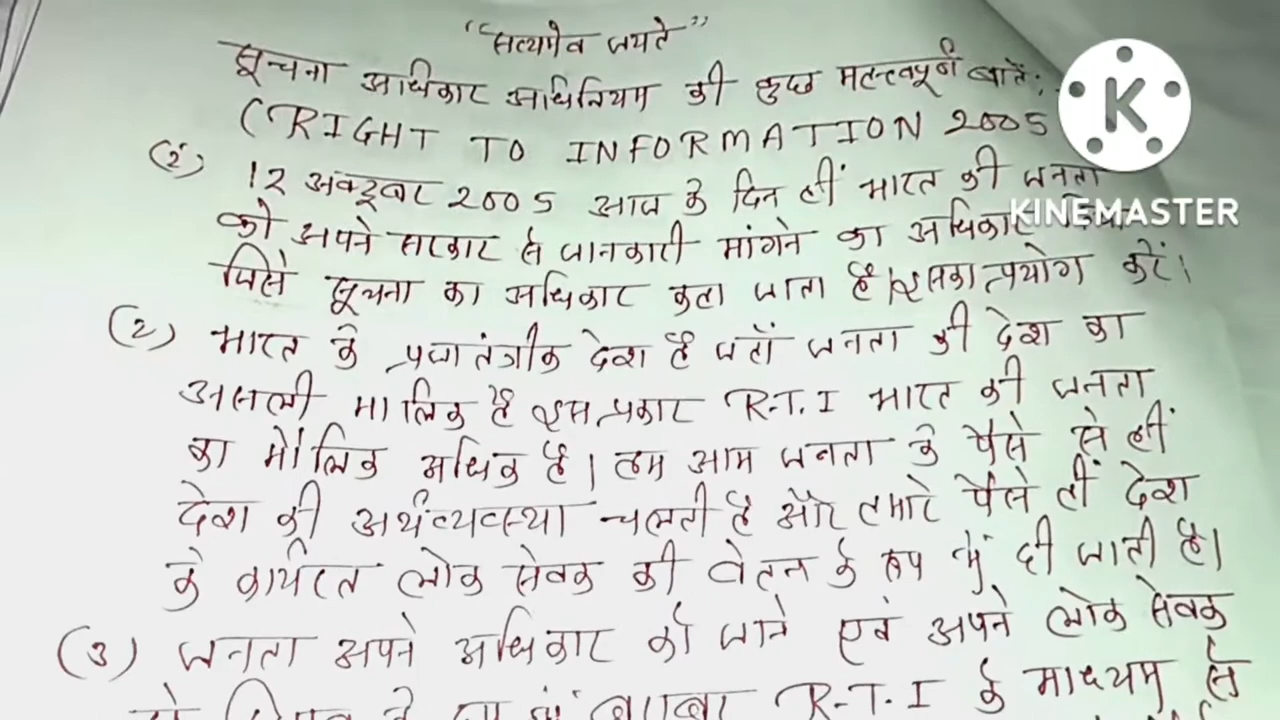 "सत्यमेव जयते"
सूचना अधिकार अधिनियम की कुछ महत्वपूर्ण बातें:
(RIGHT TO INFORMATION 2005
12 अक्टूबर 2005 आज के दिन हीं भारत की जनता
को अपने सरकार से जानकारी मांगने का अधिकार
जिसे सूचना का अधिकार कहा जाता है। इसका प्रयोग करें।
(2) भारत के प्रजातंत्रीक देश है जहाँ जनता की देश का
असली मालिक है इस प्रकार R.T.I भारत की जनता
का मौलिक अधिक है। हम आम जनता के पैसे से हीं
देश की अर्थव्यवस्था चलती है और हमारे पैसे हीं देश
के कार्यरत लोक सेवक की वेतन के रूप में दी जाती है।
(3) जनता अपने अधिकार को जाने एवं अपने लोक सेवक
R.T.I के माध्यम से
K
KINEMASTER